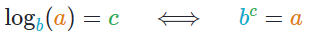 log_b(a) = c ⟺ b^c = a